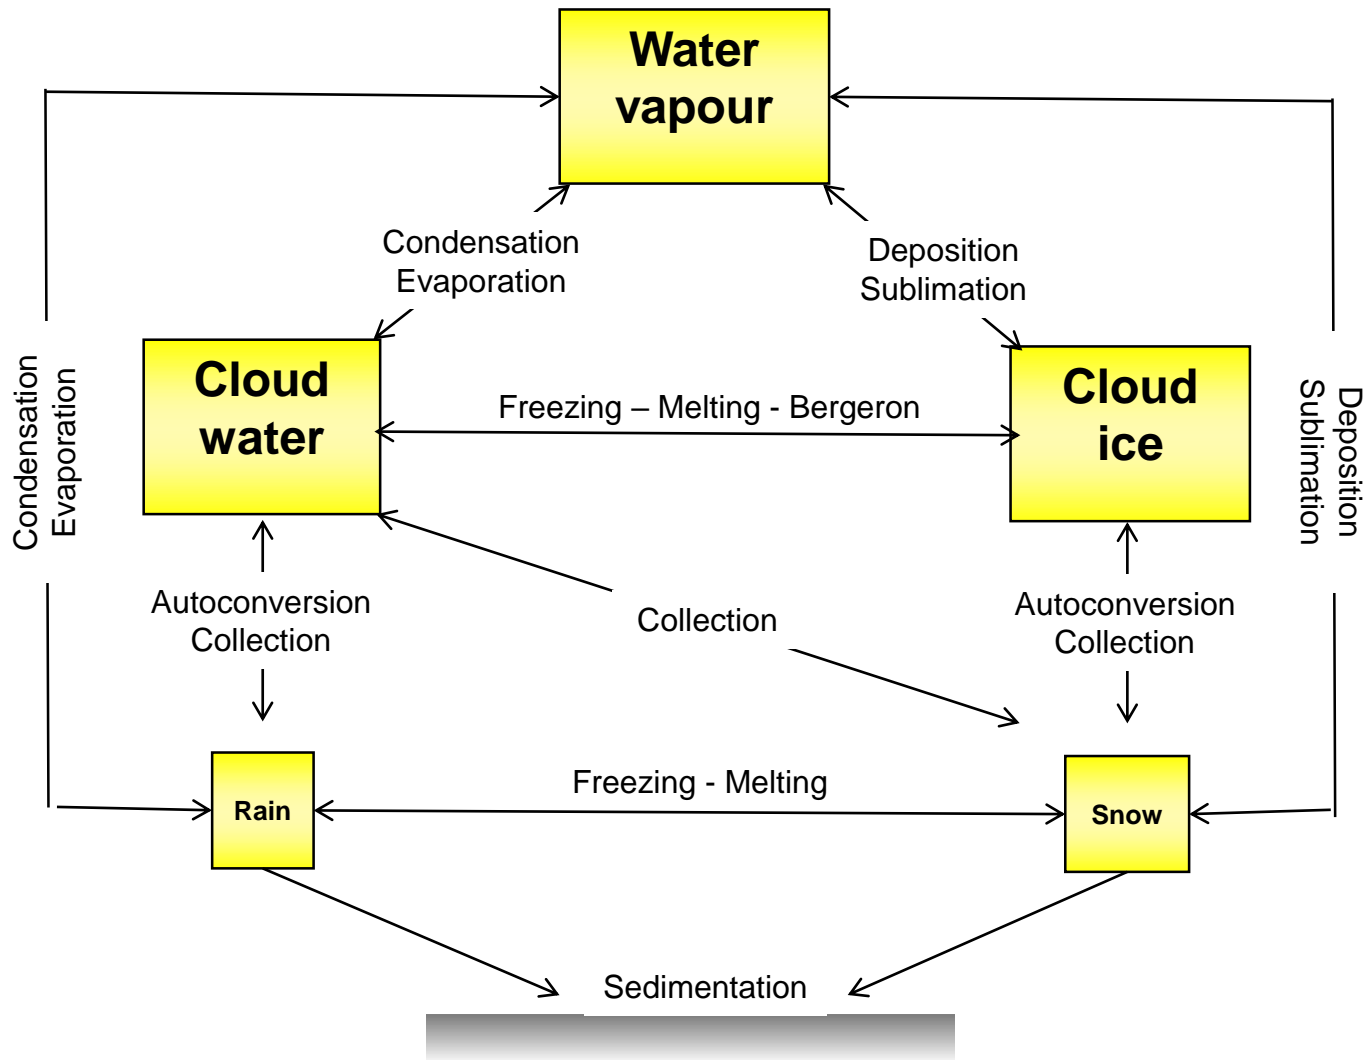 Water
vapour
Condensation
Evaporation
Deposition
Sublimation
Cloud
water
Freezing – Melting - Bergeron
Cloud
ice
Condensation
Evaporation
Deposition
Sublimation
Autoconversion
Collection
Collection
Autoconversion
Collection
Rain
Freezing - Melting
Snow
Sedimentation